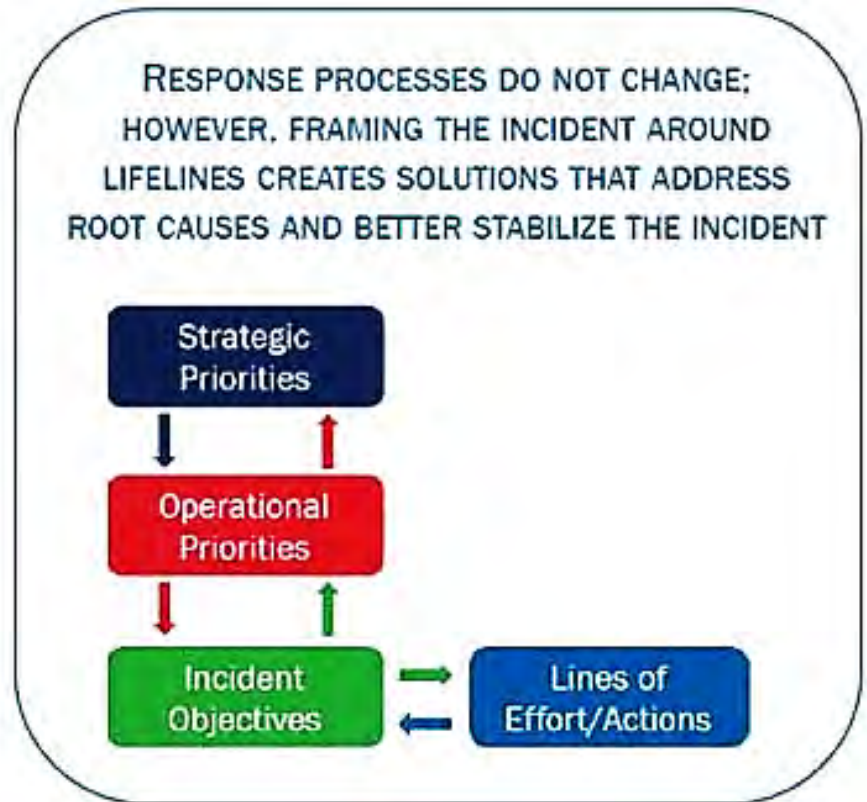 RESPONSE PROCESSES DO NOT CHANGE;
HOWEVER, FRAMING THE INCIDENT AROUND
LIFELINES CREATES SOLUTIONS THAT ADDRESS
ROOT CAUSES AND BETTER STABILIZE THE INCIDENT
Strategic
Priorities
Operational
Priorities
Incident
Objectives
Lines of
Effort/Actions